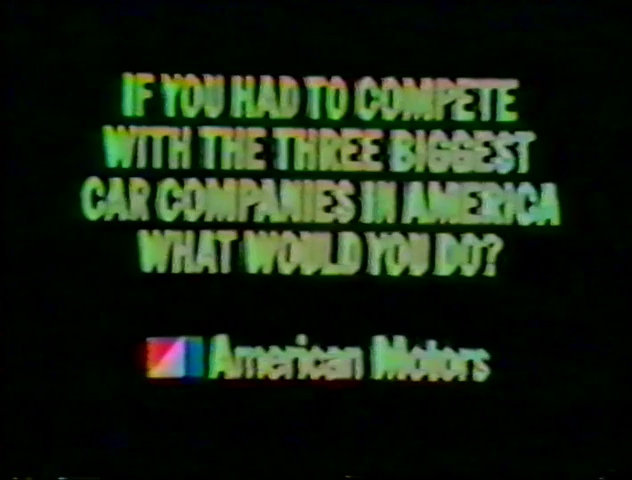 IF YOU HAD TO COMPETE
WITH THE THREE BIGGEST
CAR COMPANIES IN AMERICA
WHAT WOULD YOU DO?
American Motors